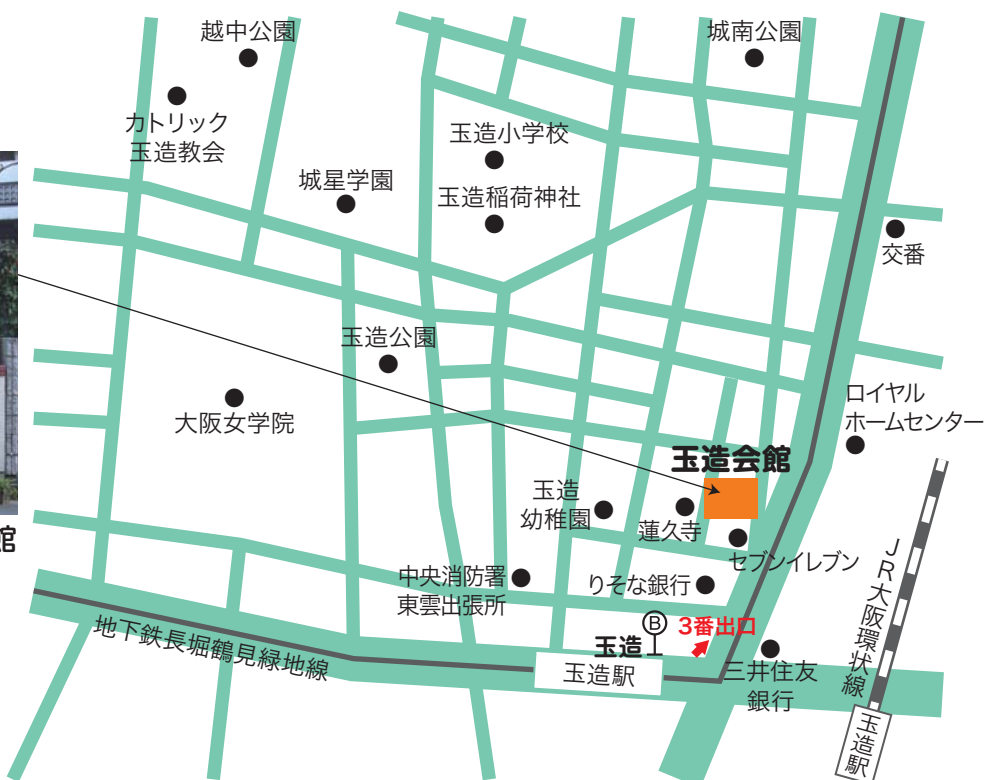 越中公園
城南公園
カトリック
玉造教会
玉造小学校
城星学園
玉造稲荷神社
交番
玉造公園
大阪女学院
ロイヤル
ホームセンター
玉造会館
玉造
幼稚園
蓮久寺
セブンイレブン
館
中央消防署
東雲出張所
りそな銀行
B
玉造
3番出口
地下鉄長堀鶴見緑地線
玉造駅
三井住友
銀行
JR大阪環状線
玉造駅